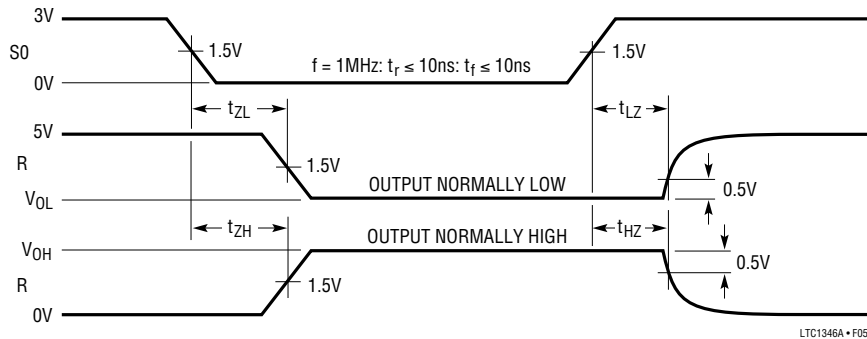 3V
S0
0V
1.5V
f = 1MHz: tr ≤ 10ns: tf ≤ 10ns
1.5V
tZL
tLZ
5V
R
VOL
1.5V
OUTPUT NORMALLY LOW
0.5V
tZH
tHZ
VOH
R
0V
OUTPUT NORMALLY HIGH
1.5V
0.5V
LTC1346A • F05